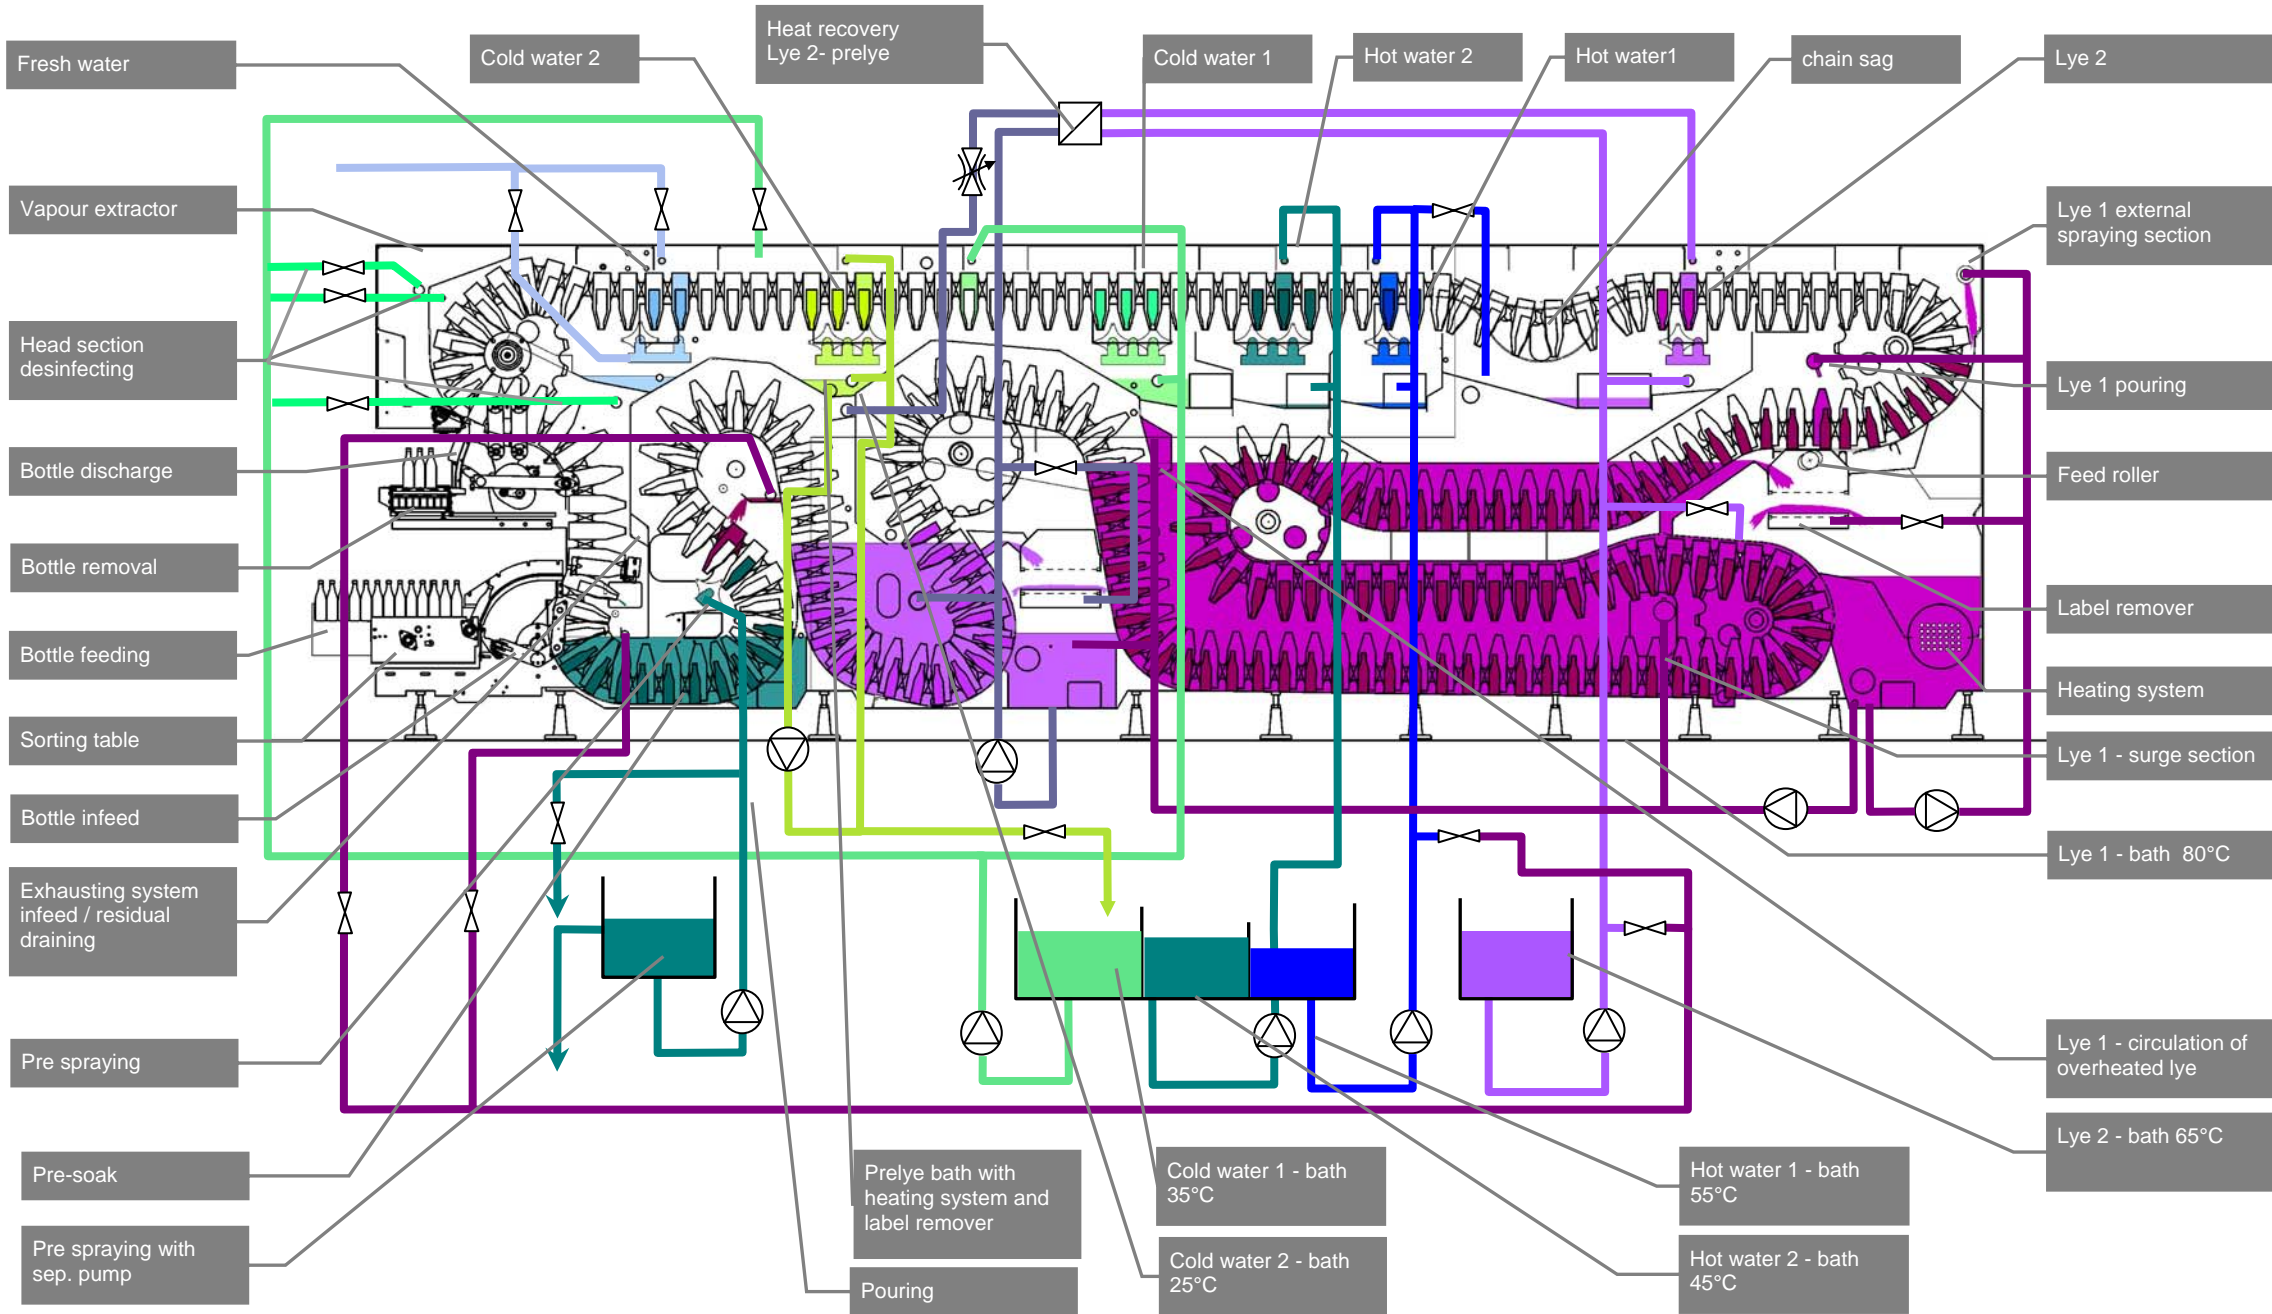 Fresh water
Cold water 2
Heat recovery
Lye 2- prelye
Cold water 1
Hot water 2
Hot water1
chain sag
Lye 2
Vapour extractor
Head section
desinfecting
Bottle discharge
Bottle removal
Bottle feeding
Sorting table
Bottle infeed
Exhausting system
infeed / residual
draining
Pre spraying
Pre-soak
Pre spraying with
sep. pump
Lye 1 external
spraying section
Lye 1 pouring
Feed roller
Label remover
Heating system
Lye 1 - surge section
Lye 1 - bath  80°C
Lye 1 - circulation of
overheated lye
Lye 2 - bath 65°C
Prelye bath with
heating system and
label remover
Pouring
Cold water 1 - bath
35°C
Cold water 2 - bath
25°C
Hot water 1 - bath
55°C
Hot water 2 - bath
45°C